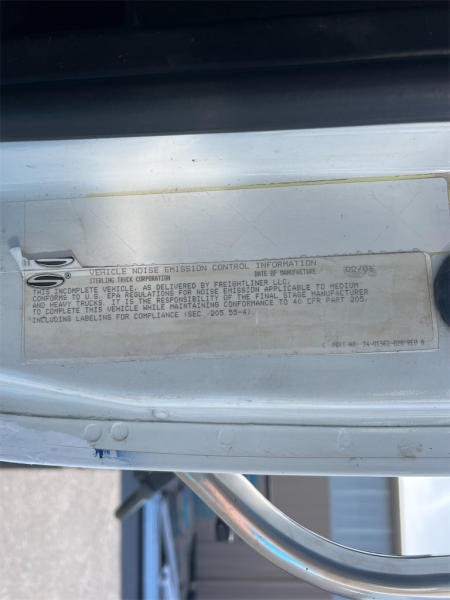 VEHICLE NOISE EMISSION CONTROL INFORMATION
STERLING TRUCK CORPORATION DATE OF MANUFACTURE
THIS INCOMPLETE VEHICLE, AS DELIVERED BY FREIGHTLINER LLC,
CONFORMS TO U.S. EPA REGULATIONS FOR NOISE EMISSION APPLICABLE TO MEDIUM
AND HEAVY TRUCKS. IT IS THE RESPONSIBILITY OF THE FINAL STAGE MANUFACTURER
TO COMPLETE THIS VEHICLE WHILE MAINTAINING CONFORMANCE TO 40 CFR PART 205,
INCLUDING LABELING FOR COMPLIANCE (SEC. 205.55-4).
PART NO.